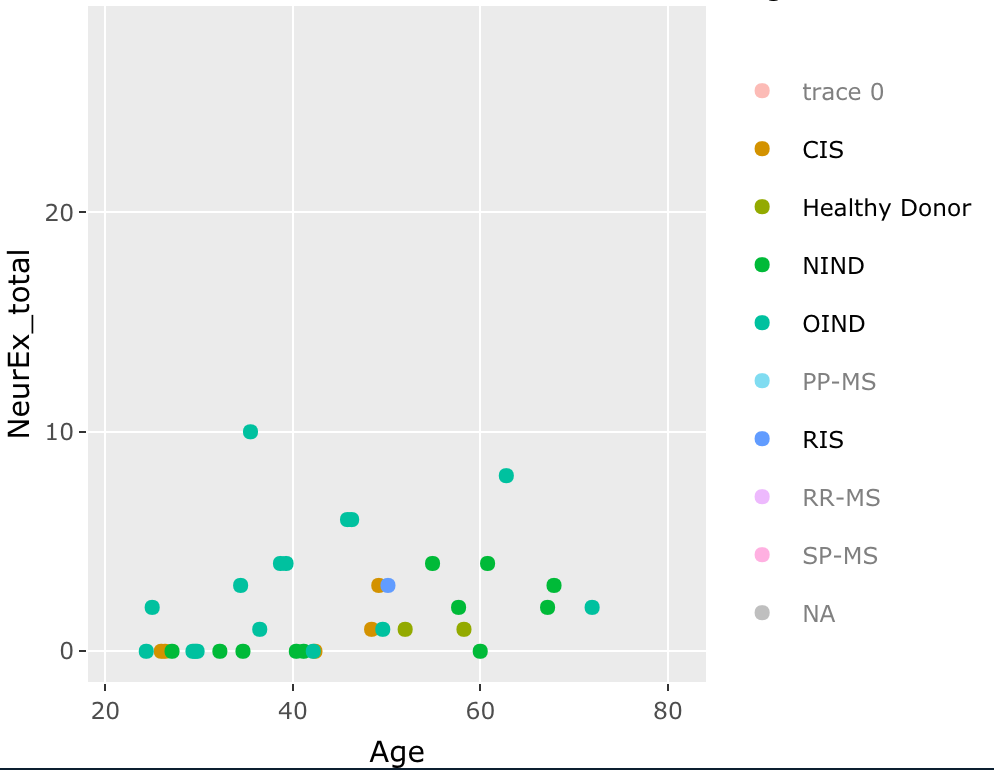 trace 0
CIS
Healthy Donor
NIND
OIND
PP-MS
RIS
RR-MS
SP-MS
NA
NeurEx_total
20
10
0
20 40 60 80
Age